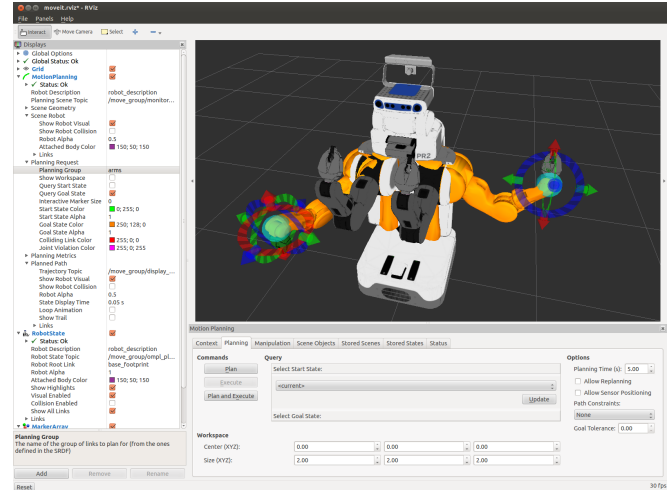 moveit.rviz* - RViz
File Panels Help
Interact Move Camera Select
Displays
Global Options
Global Status: Ok
Grid
MotionPlanning
Status: Ok
Robot Description robot_description
Planning Scene Topic /move_group/monitor...
Scene Geometry
Scene Robot
Show Robot Visual
Show Robot Collision
Robot Alpha 0.5
Attached Body Color 150; 50; 150
Links
Planning Request
Planning Group arms
Show Workspace
Query Start State
Query Goal State
Interactive Marker Size 0
Start State Color 0; 255; 0
Start State Alpha 1
Goal State Color 250; 128; 0
Goal State Alpha 1
Colliding Link Color 255; 0; 0
Joint Violation Color 255; 0; 255
Planning Metrics
Planned Path
Trajectory Topic /move_group/display_...
Show Robot Visual
Show Robot Collision
Robot Alpha 0.5
State Display Time 0.05 s
Loop Animation
Show Trail
Links
RobotState
Status: Ok
Robot Description robot_description
Robot State Topic /move_group/ompl_pl...
Robot Root Link base_footprint
Robot Alpha 1
Attached Body Color 150; 50; 150
Show Highlights
Visual Enabled
Collision Enabled
Show All Links
Links
MarkerArray
Planning Group
The name of the group of links to plan for (from the ones
defined in the SRDF)
Add Remove Rename
Reset
PR2
Motion Planning
Context Planning Manipulation Scene Objects Stored Scenes Stored States Status
Commands Query Options
Plan Select Start State: Planning Time (s): 5.00
Execute <current> Allow Replanning
Plan and Execute Update Allow Sensor Positioning
Path Constraints:
Select Goal State: None
Goal Tolerance: 0.00
Workspace
Center (XYZ): 0.00 0.00 0.00
Size (XYZ): 2.00 2.00 2.00
30 fps